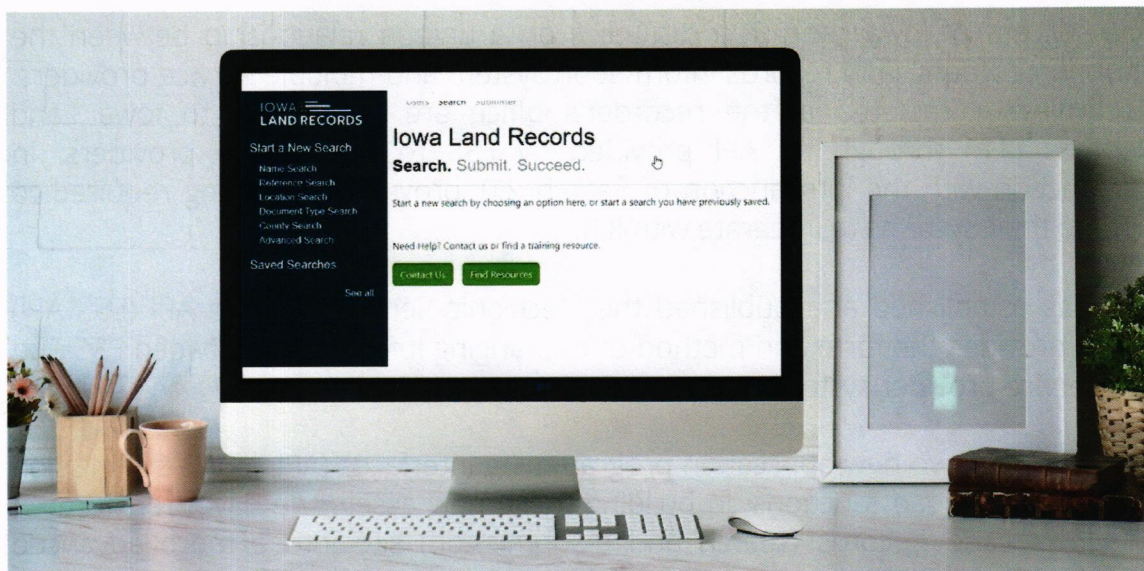 IOWA
LAND RECORDS
Start a New Search
Name Search
Reference Search
Location Search
Document Type Search
County Search
Advanced Search
Saved Searches
See all
Search
Iowa Land Records
Search. Submit. Succeed.
Start a new search by choosing an option here, or start a search you have previously saved.
Need Help? Contact us or find a training resource.
Contact Us
Find Resources